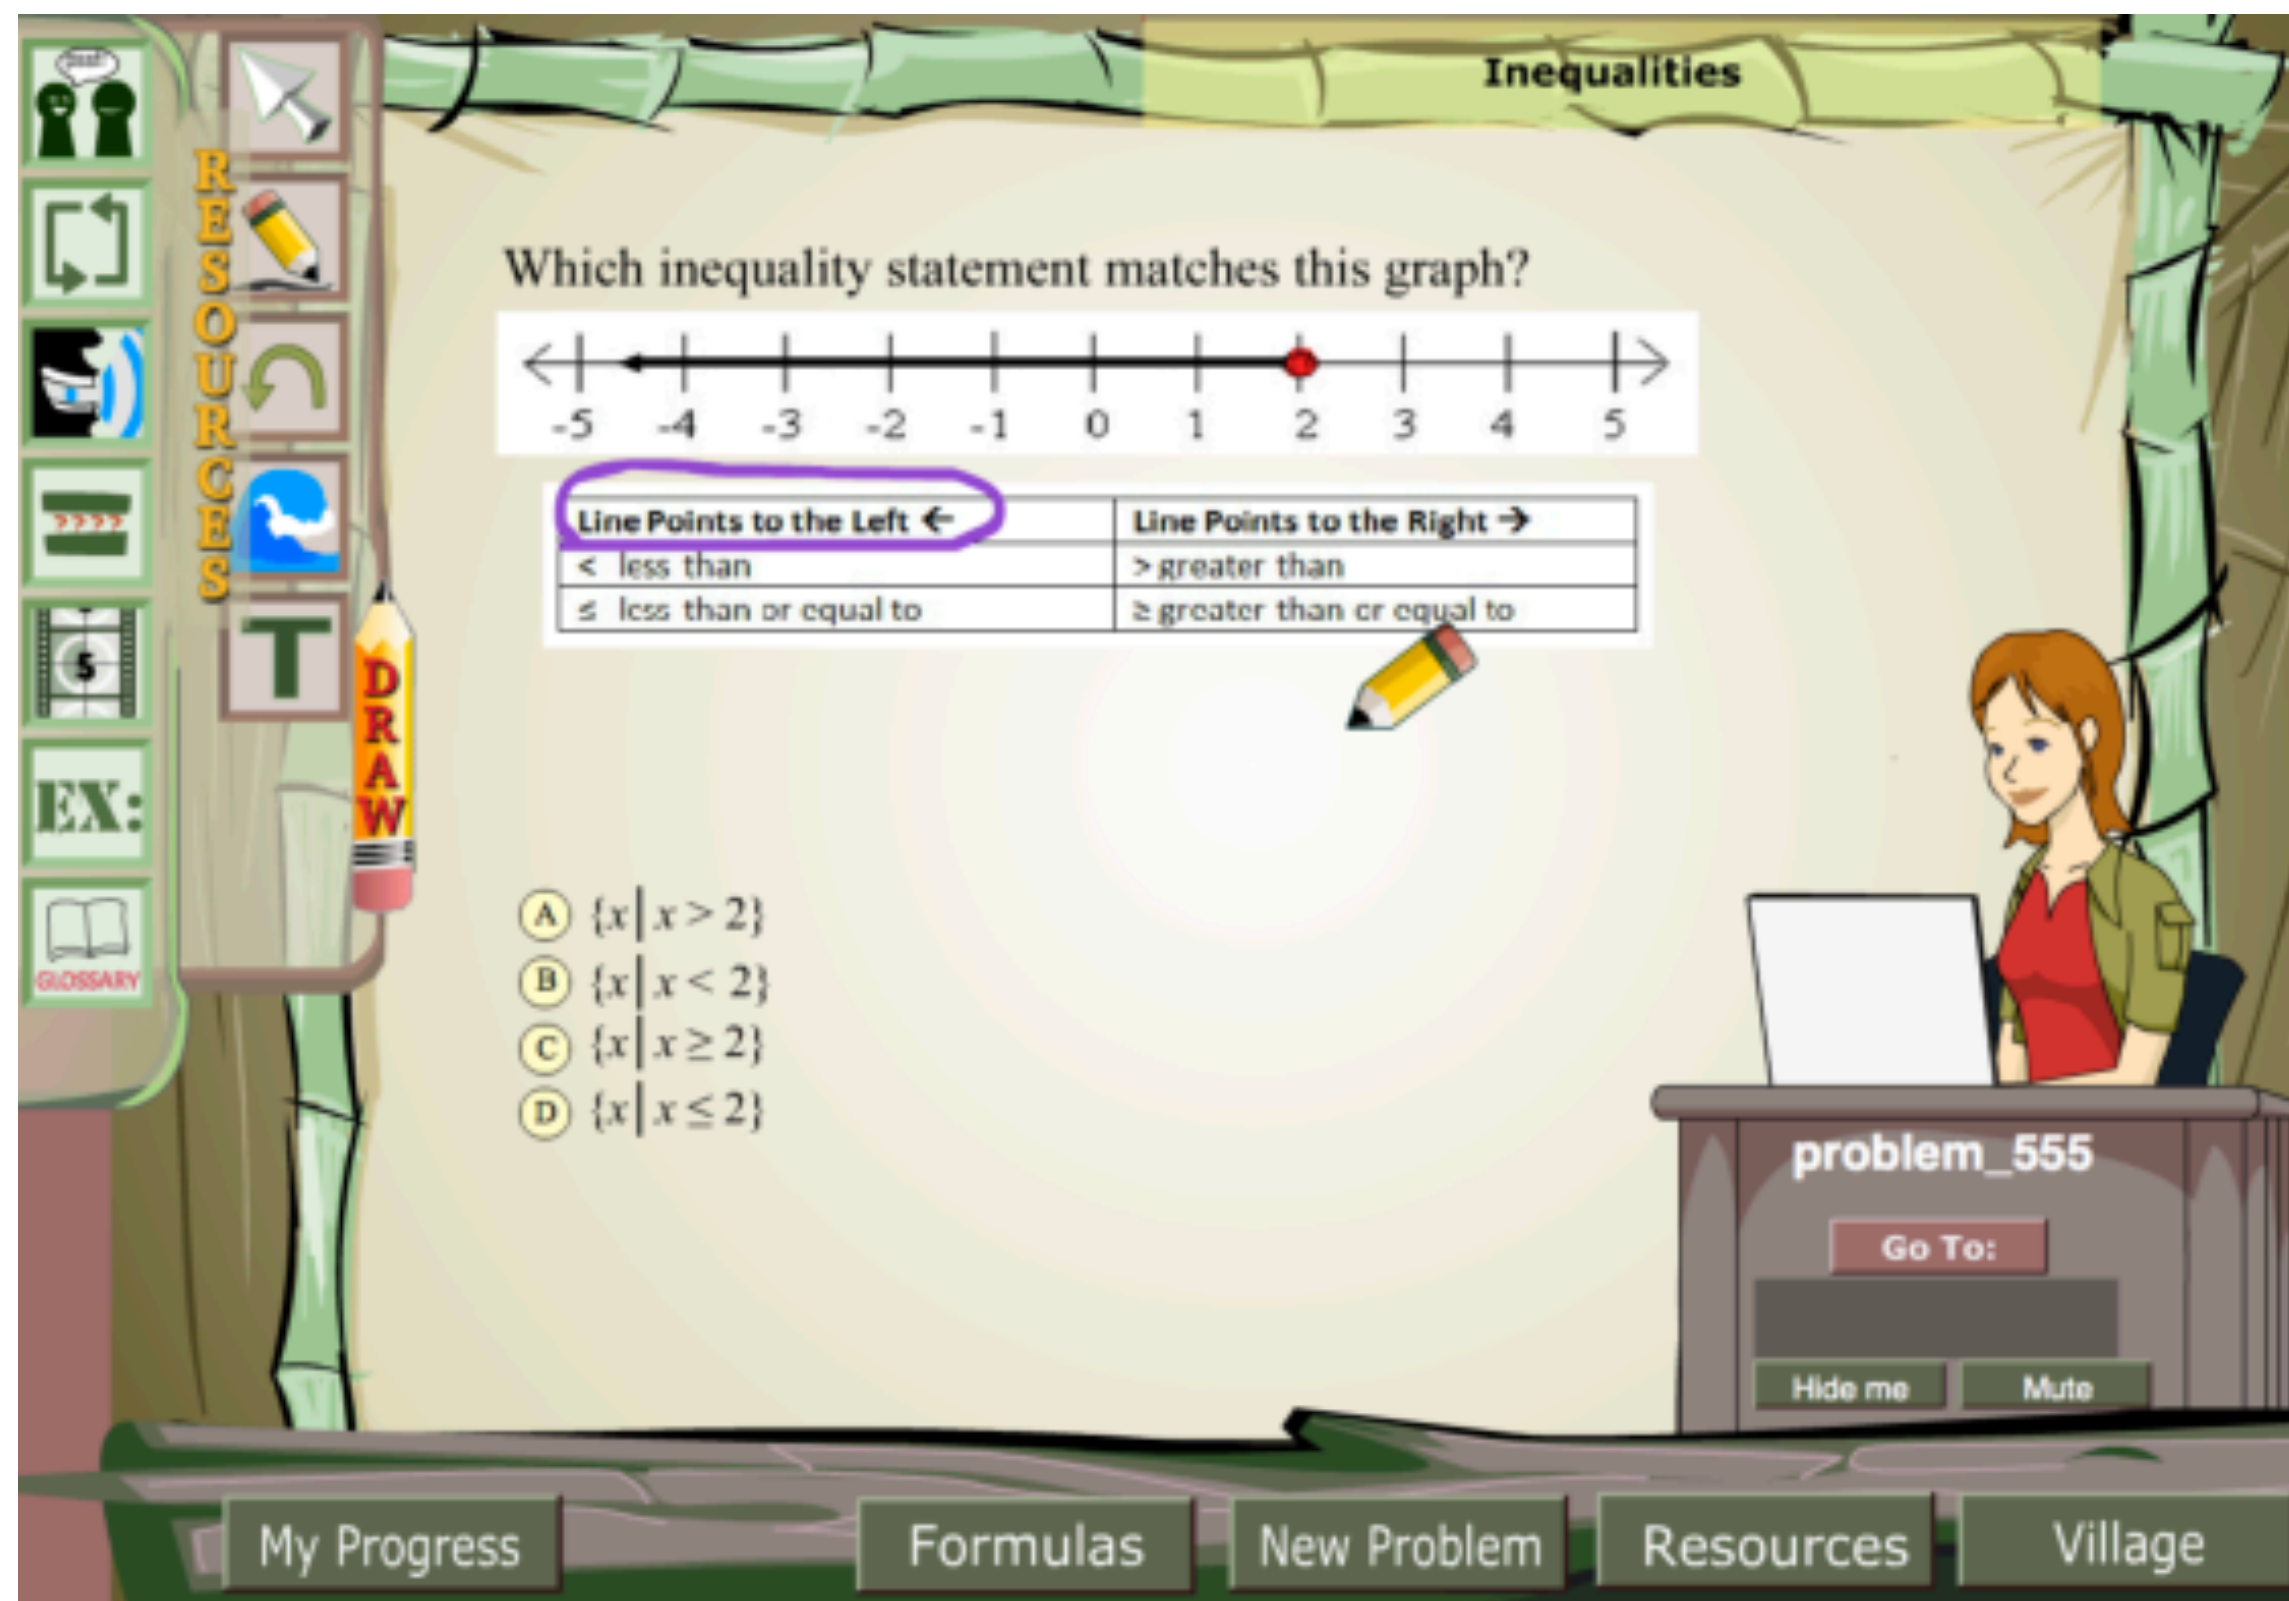 Inequalities
RESOURCES
DRAW
????
5
EX:
GLOSSARY
T
Which inequality statement matches this graph?
-5 -4 -3 -2 -1 0 1 2 3 4 5
Line Points to the Left ← Line Points to the Right →
< less than > greater than
≤ less than or equal to ≥ greater than or equal to
A {x | x > 2}
B {x | x < 2}
C {x | x ≥ 2}
D {x | x ≤ 2}
problem_555
Go To:
Hide me Mute
My Progress Formulas New Problem Resources Village